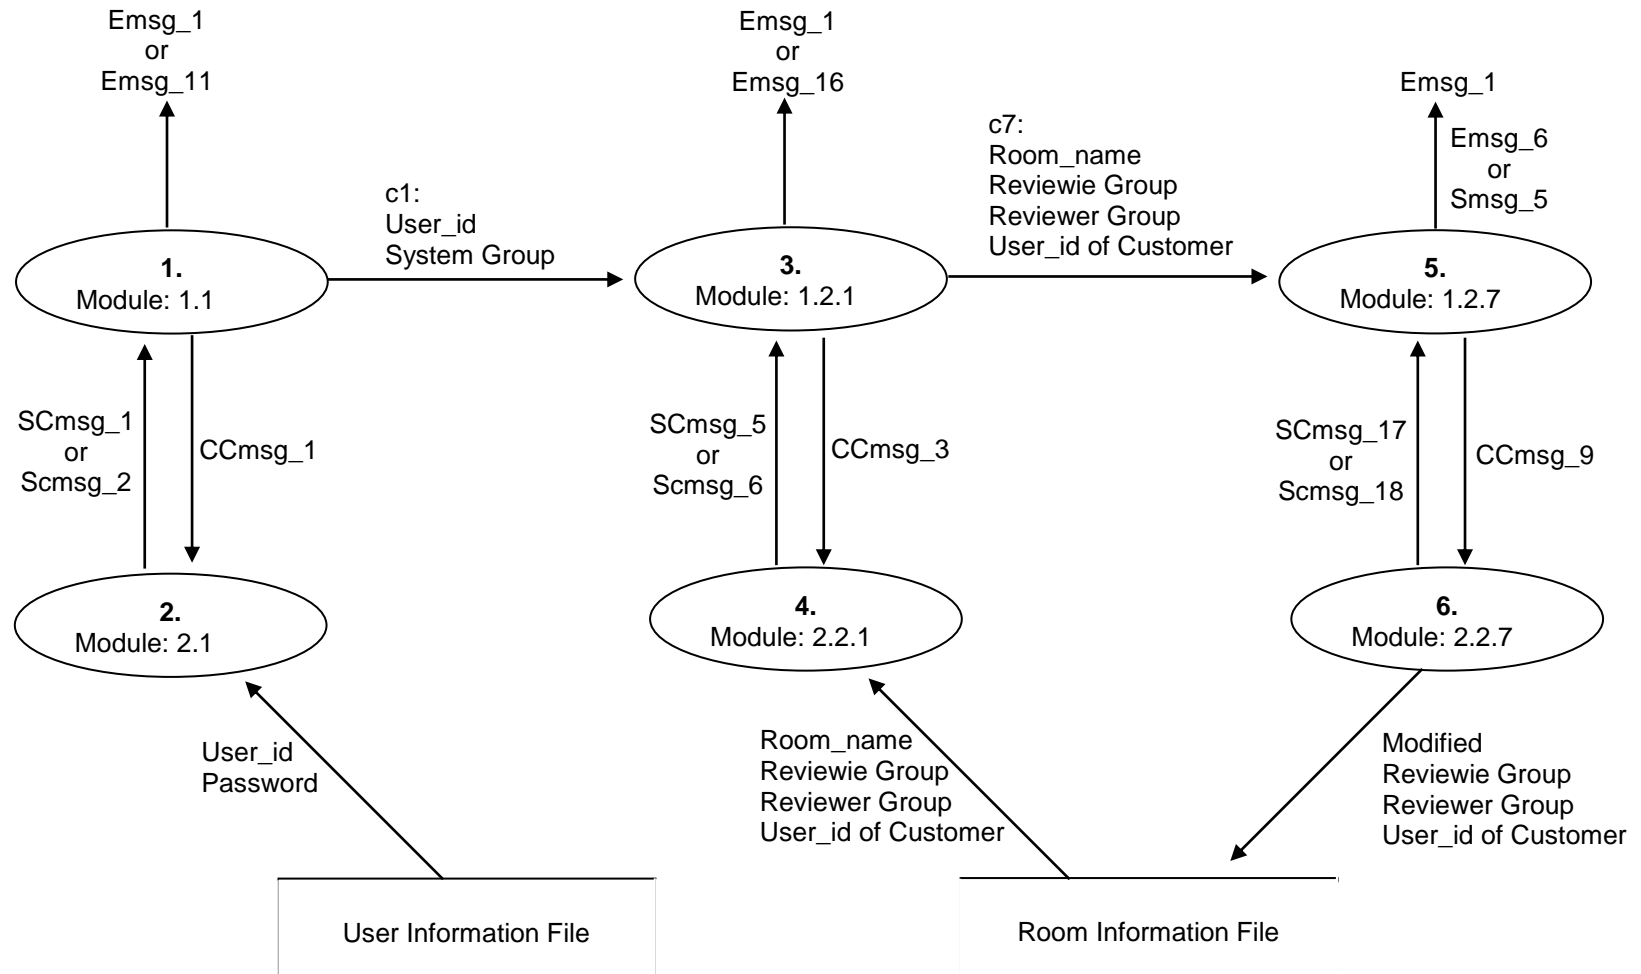 Emsg_1
or
Emsg_11
Emsg_1
or
Emsg_16
Emsg_1
Emsg_6
or
Smsg_5
c1:
User_id
System Group
c7:
Room_name
Reviewie Group
Reviewer Group
User_id of Customer
1.
Module: 1.1
3.
Module: 1.2.1
5.
Module: 1.2.7
SCmsg_1
or
Scmsg_2
CCmsg_1
SCmsg_5
or
Scmsg_6
CCmsg_3
SCmsg_17
or
Scmsg_18
CCmsg_9
2.
Module: 2.1
4.
Module: 2.2.1
6.
Module: 2.2.7
User_id
Password
Room_name
Reviewie Group
Reviewer Group
User_id of Customer
Modified
Reviewie Group
Reviewer Group
User_id of Customer
User Information File
Room Information File